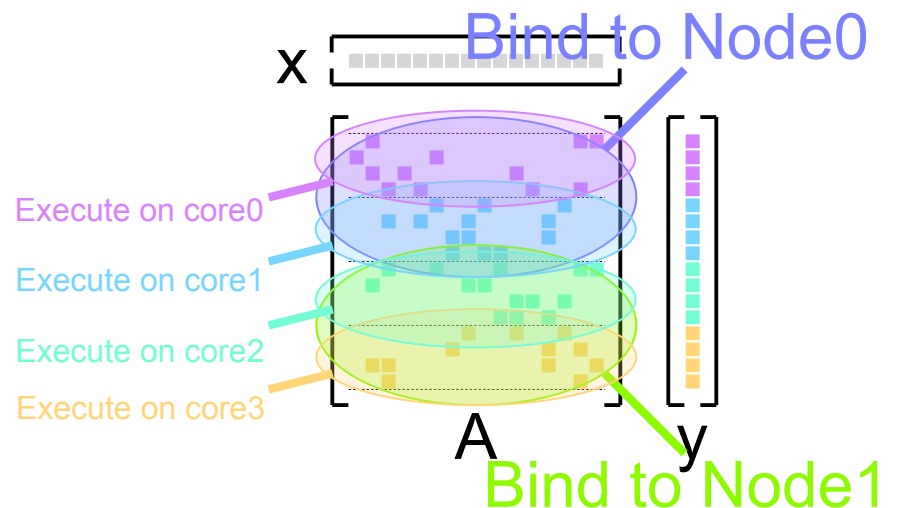 Bind to Node0
x
Execute on core0
Execute on core1
Execute on core2
Execute on core3
A
y
Bind to Node1